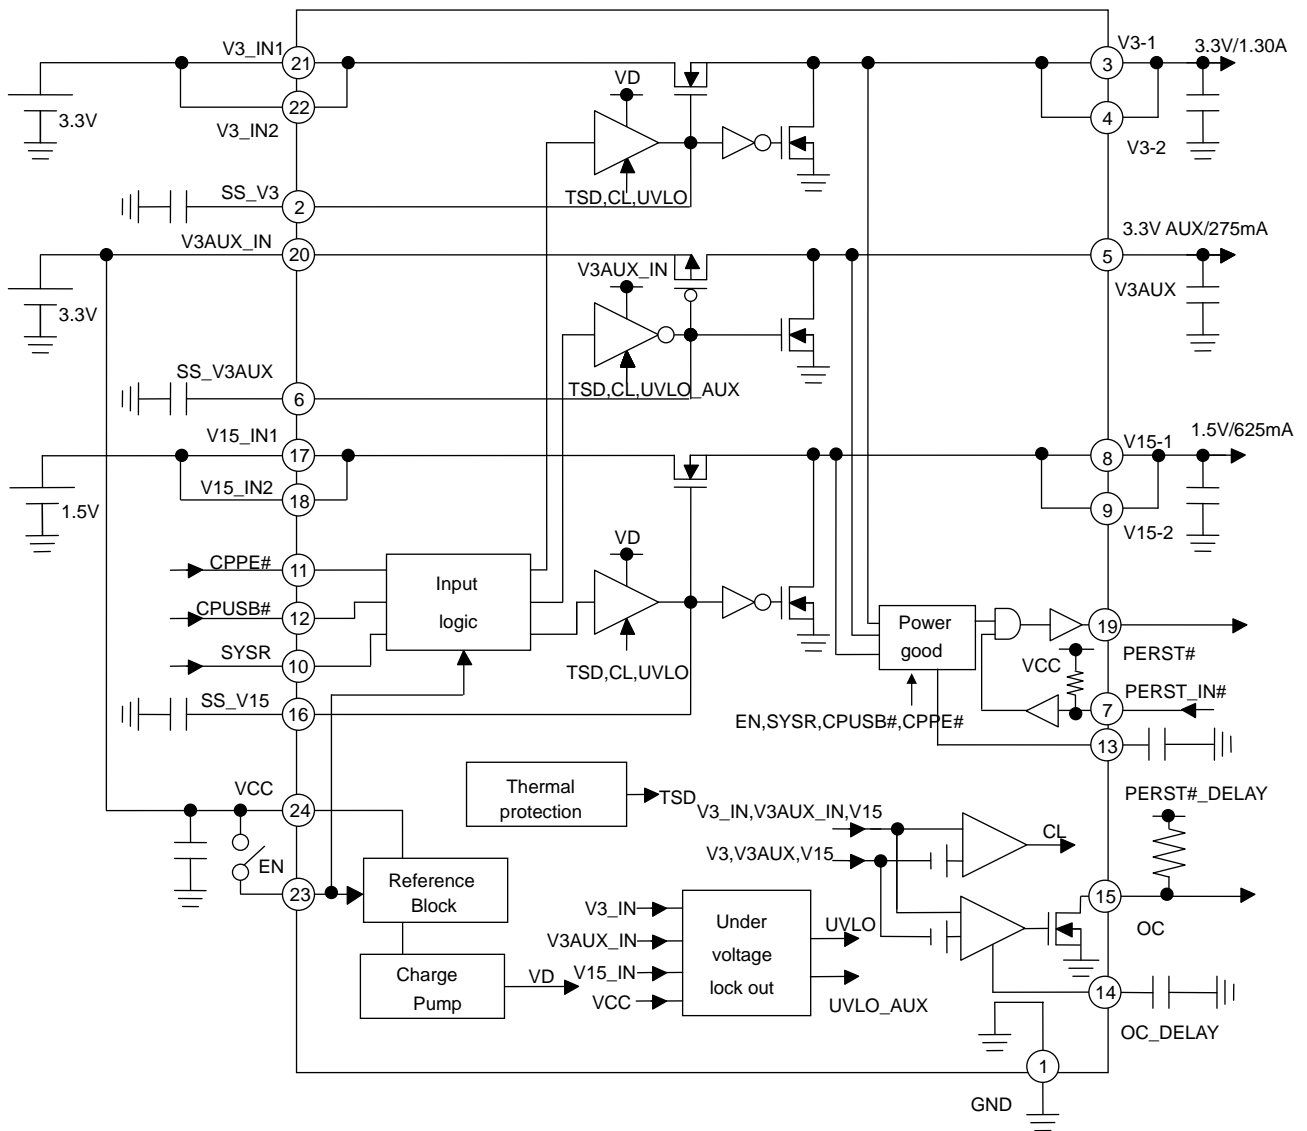 V3_IN1
21
V3-1
3
3.3V/1.30A
VD
3.3V
22
V3_IN2
4
V3-2
SS_V3
2
TSD,CL,UVLO
V3AUX_IN
20
V3AUX_IN
3.3V AUX/275mA
5
V3AUX
3.3V
SS_V3AUX
6
TSD,CL,UVLO_AUX
V15_IN1
17
1.5V/625mA
V15-1
8
V15_IN2
18
1.5V
9
V15-2
VD
CPPE#
11
Input
logic
CPUSB#
12
SYSR
10
TSD,CL,UVLO
Power
good
19
PERST#
VCC
SS_V15
16
PERST_IN#
7
EN,SYSR,CPUSB#,CPPE#
13
Thermal
protection
TSD
VCC
24
V3_IN,V3AUX_IN,V15
PERST#_DELAY
CL
V3,V3AUX,V15
EN
23
Reference
Block
15
OC
V3_IN
V3AUX_IN
V15_IN
VCC
Under
voltage
lock out
UVLO
UVLO_AUX
Charge
Pump
VD
14
OC_DELAY
1
GND